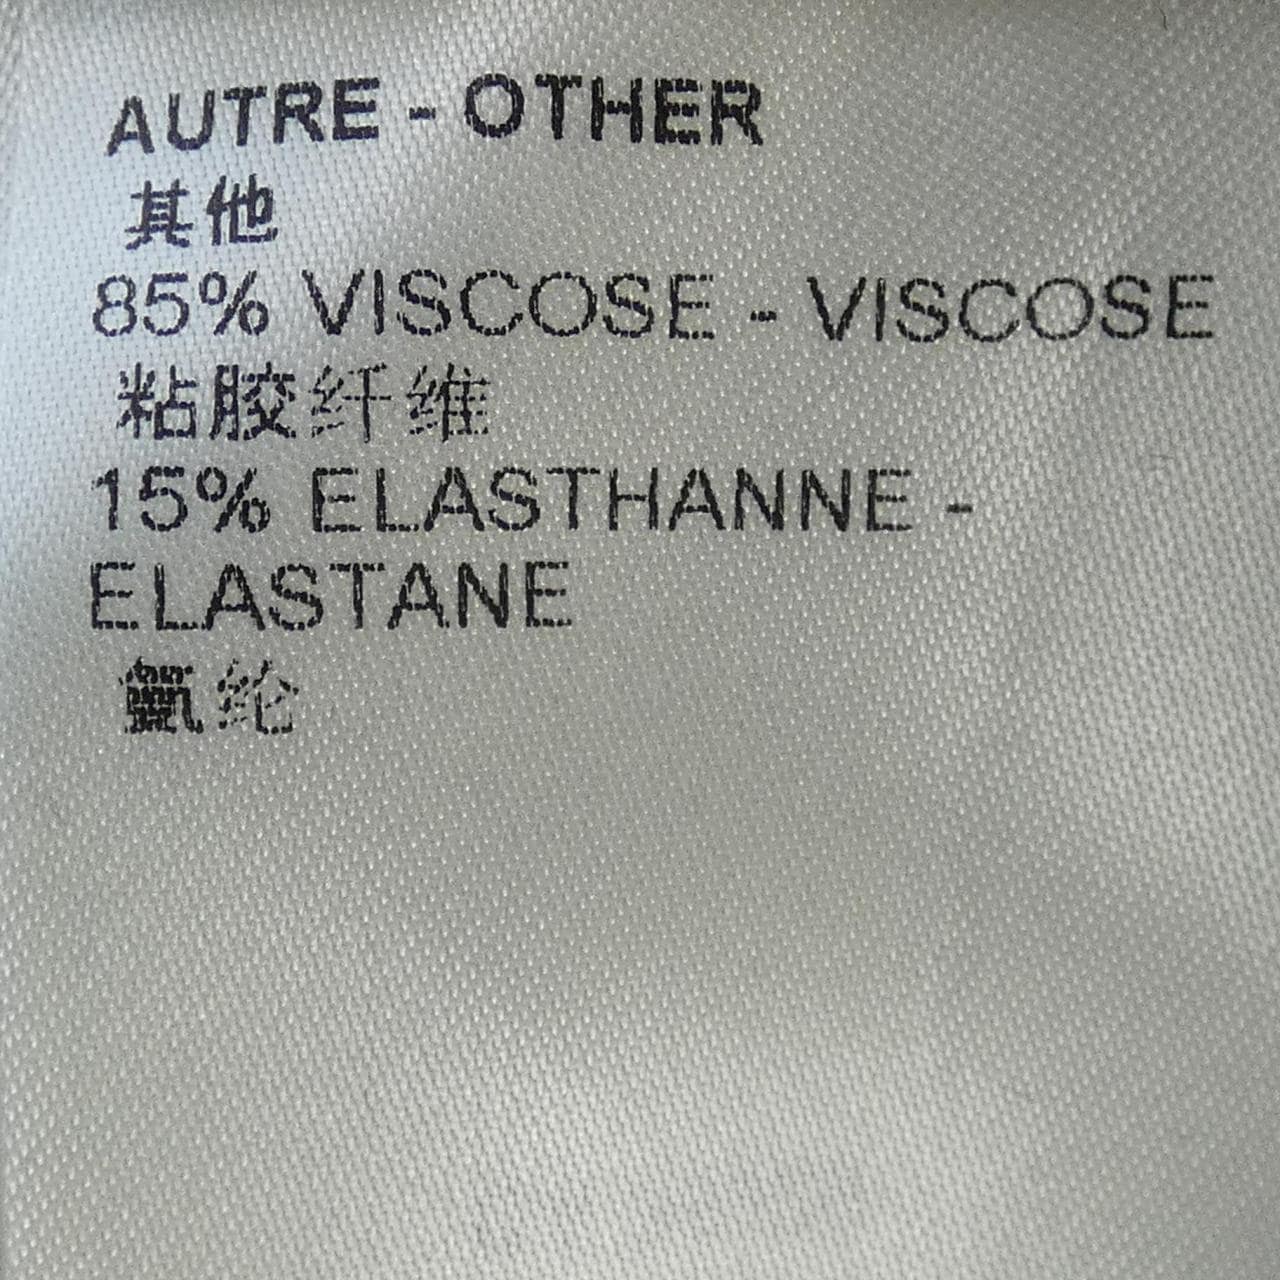 AUTRE - OTHER
其他
85% VISCOSE - VISCOSE
粘胶纤维
15% ELASTHANNE -
ELASTANE
氨纶